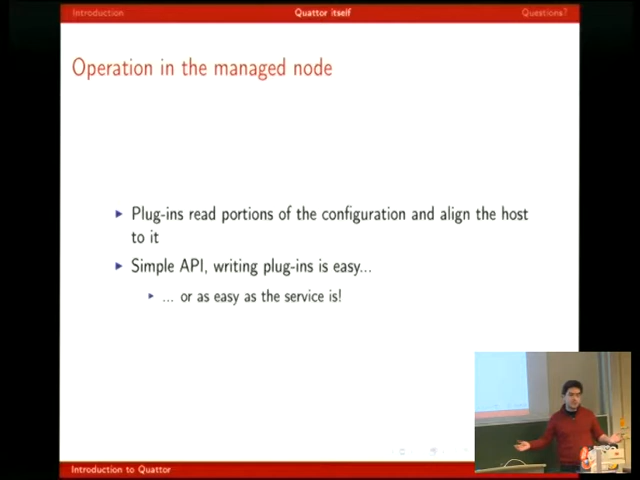 Introduction
Quattor itself
Questions?
Operation in the managed node
▶ Plug-ins read portions of the configuration and align the host
to it
▶ Simple API, writing plug-ins is easy...
▶ ... or as easy as the service is!
Introduction to Quattor